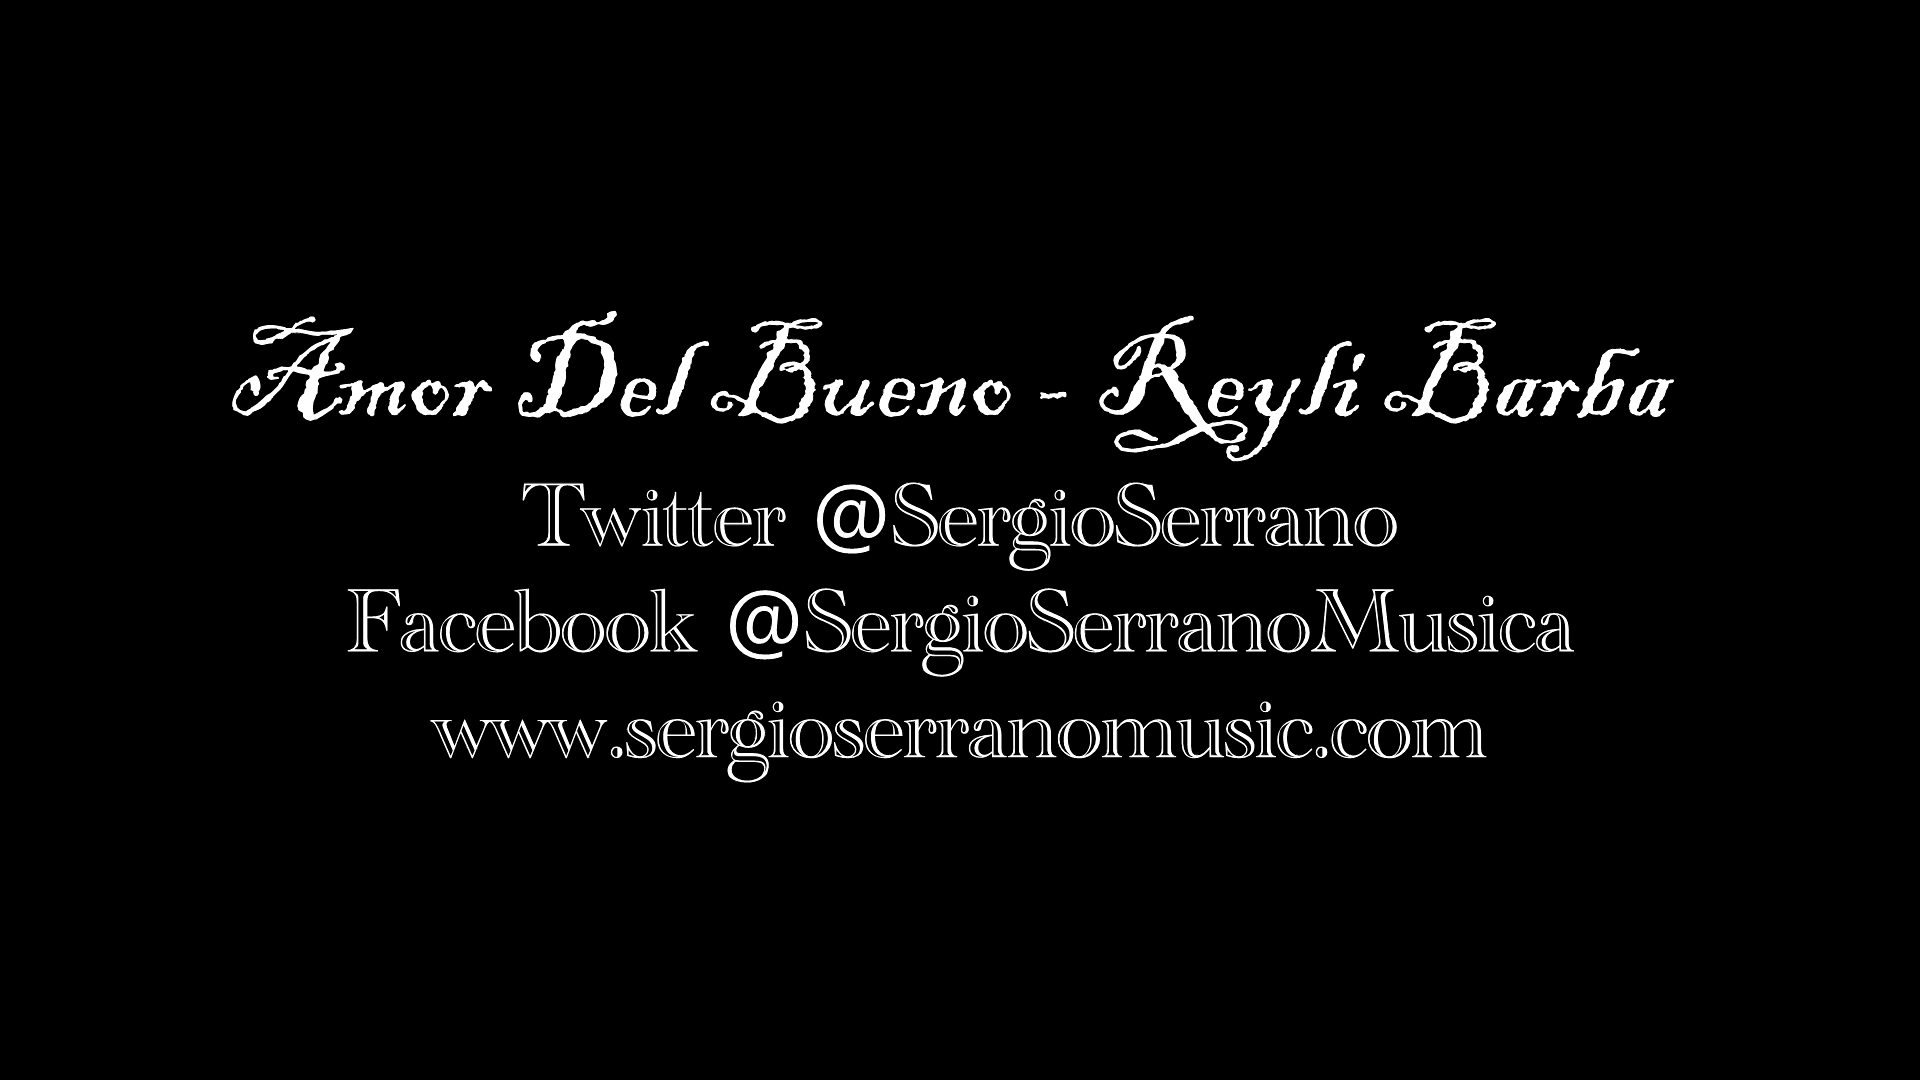 Amor Del Bueno - Reyli Barba
Twitter @SergioSerrano
Facebook @SergioSerranoMusica
www.sergioserranomusic.com